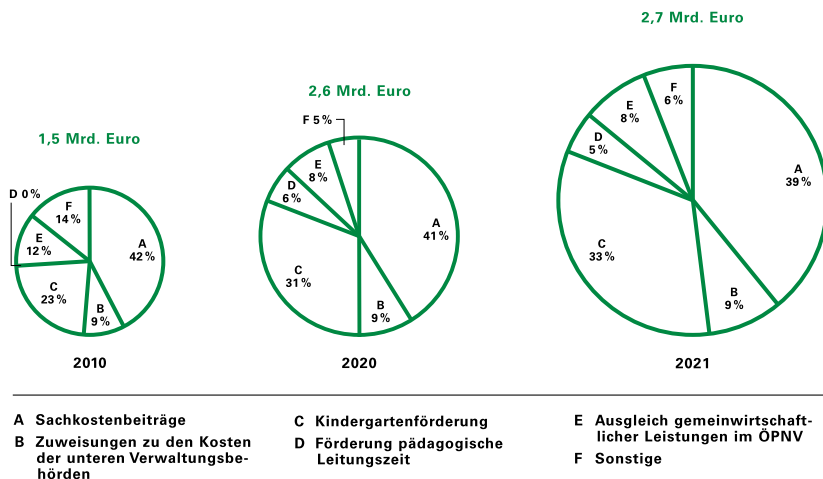 1,5 Mrd. Euro
D 0 %
F
14 %
A
42 %
E
12 %
C
23 %
B
9 %
2010
2,6 Mrd. Euro
F 5 %
E
8 %
D
6 %
A
41 %
C
31 %
B
9 %
2020
2,7 Mrd. Euro
F
6 %
E
8 %
D
5 %
A
39 %
C
33 %
B
9 %
2021
A Sachkostenbeiträge
B Zuweisungen zu den Kosten
der unteren Verwaltungsbe-
hörden
C Kindergartenförderung
D Förderung pädagogische
Leitungszeit
E Ausgleich gemeinwirtschaft-
licher Leistungen im ÖPNV
F Sonstige